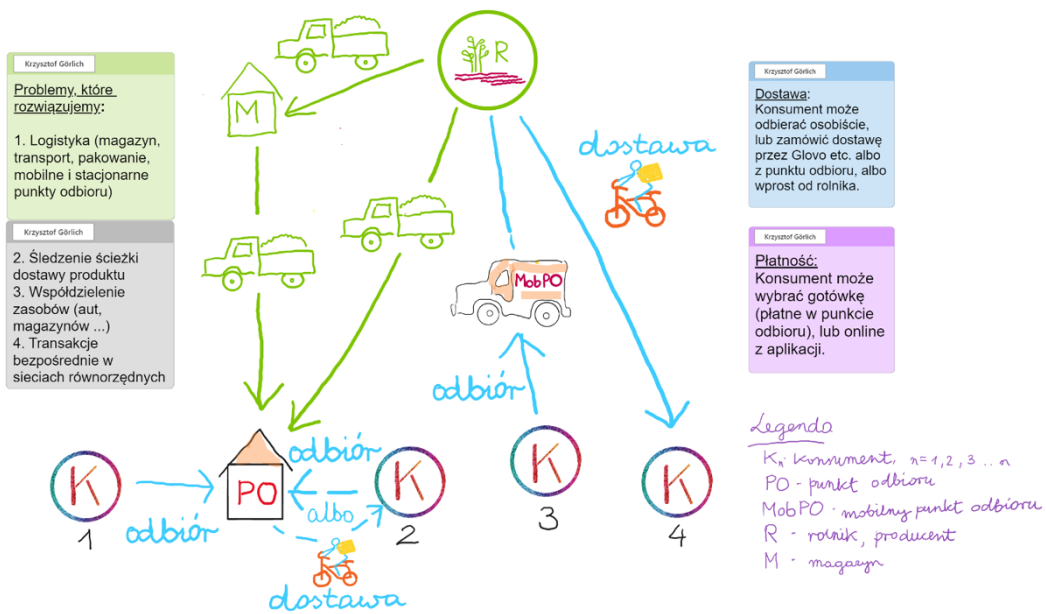 Krzysztof Görlich
Problemy, które
rozwiązujemy:
1. Logistyka (magazyn,
transport, pakowanie,
mobilne i stacjonarne
punkty odbioru)
Krzysztof Görlich
2. Śledzenie ścieżki
dostawy produktu
3. Współdzielenie
zasobów (aut,
magazynów ...)
4. Transakcje
bezpośrednie w
sieciach równorzędnych
M
R
dostawa
MobPO
odbiór
odbiór
PO
albo
odbiór
dostawa
K
1
K
2
K
3
K
4
Krzysztof Görlich
Dostawa:
Konsument może
odbierać osobiście,
lub zamówić dostawę
przez Glovo etc. albo
z punktu odbioru, albo
wprost od rolnika.
Krzysztof Görlich
Płatność:
Konsument może
wybrać gotówkę
(płatne w punkcie
odbioru), lub online
z aplikacji.
Legenda
Kn. konsument, n=1,2,3...n
PO - punkt odbioru
MobPO - mobilny punkt odbioru
R - rolnik, producent
M - magazyn